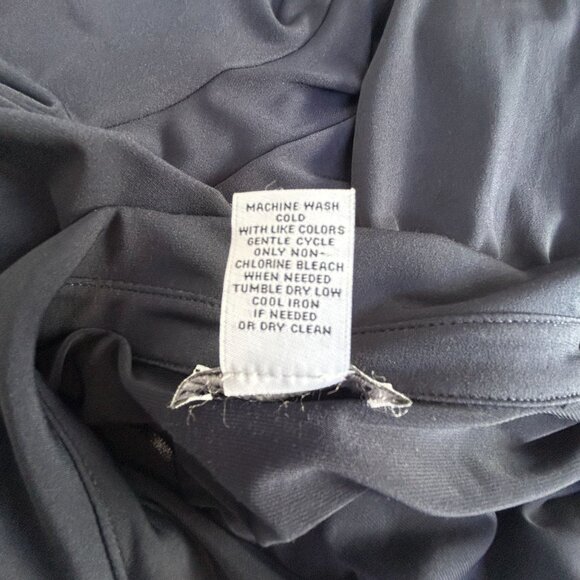 MACHINE WASH
COLD
WITH LIKE COLORS
GENTLE CYCLE
ONLY NON-
CHLORINE BLEACH
WHEN NEEDED
TUMBLE DRY LOW
COOL IRON
IF NEEDED
OR DRY CLEAN